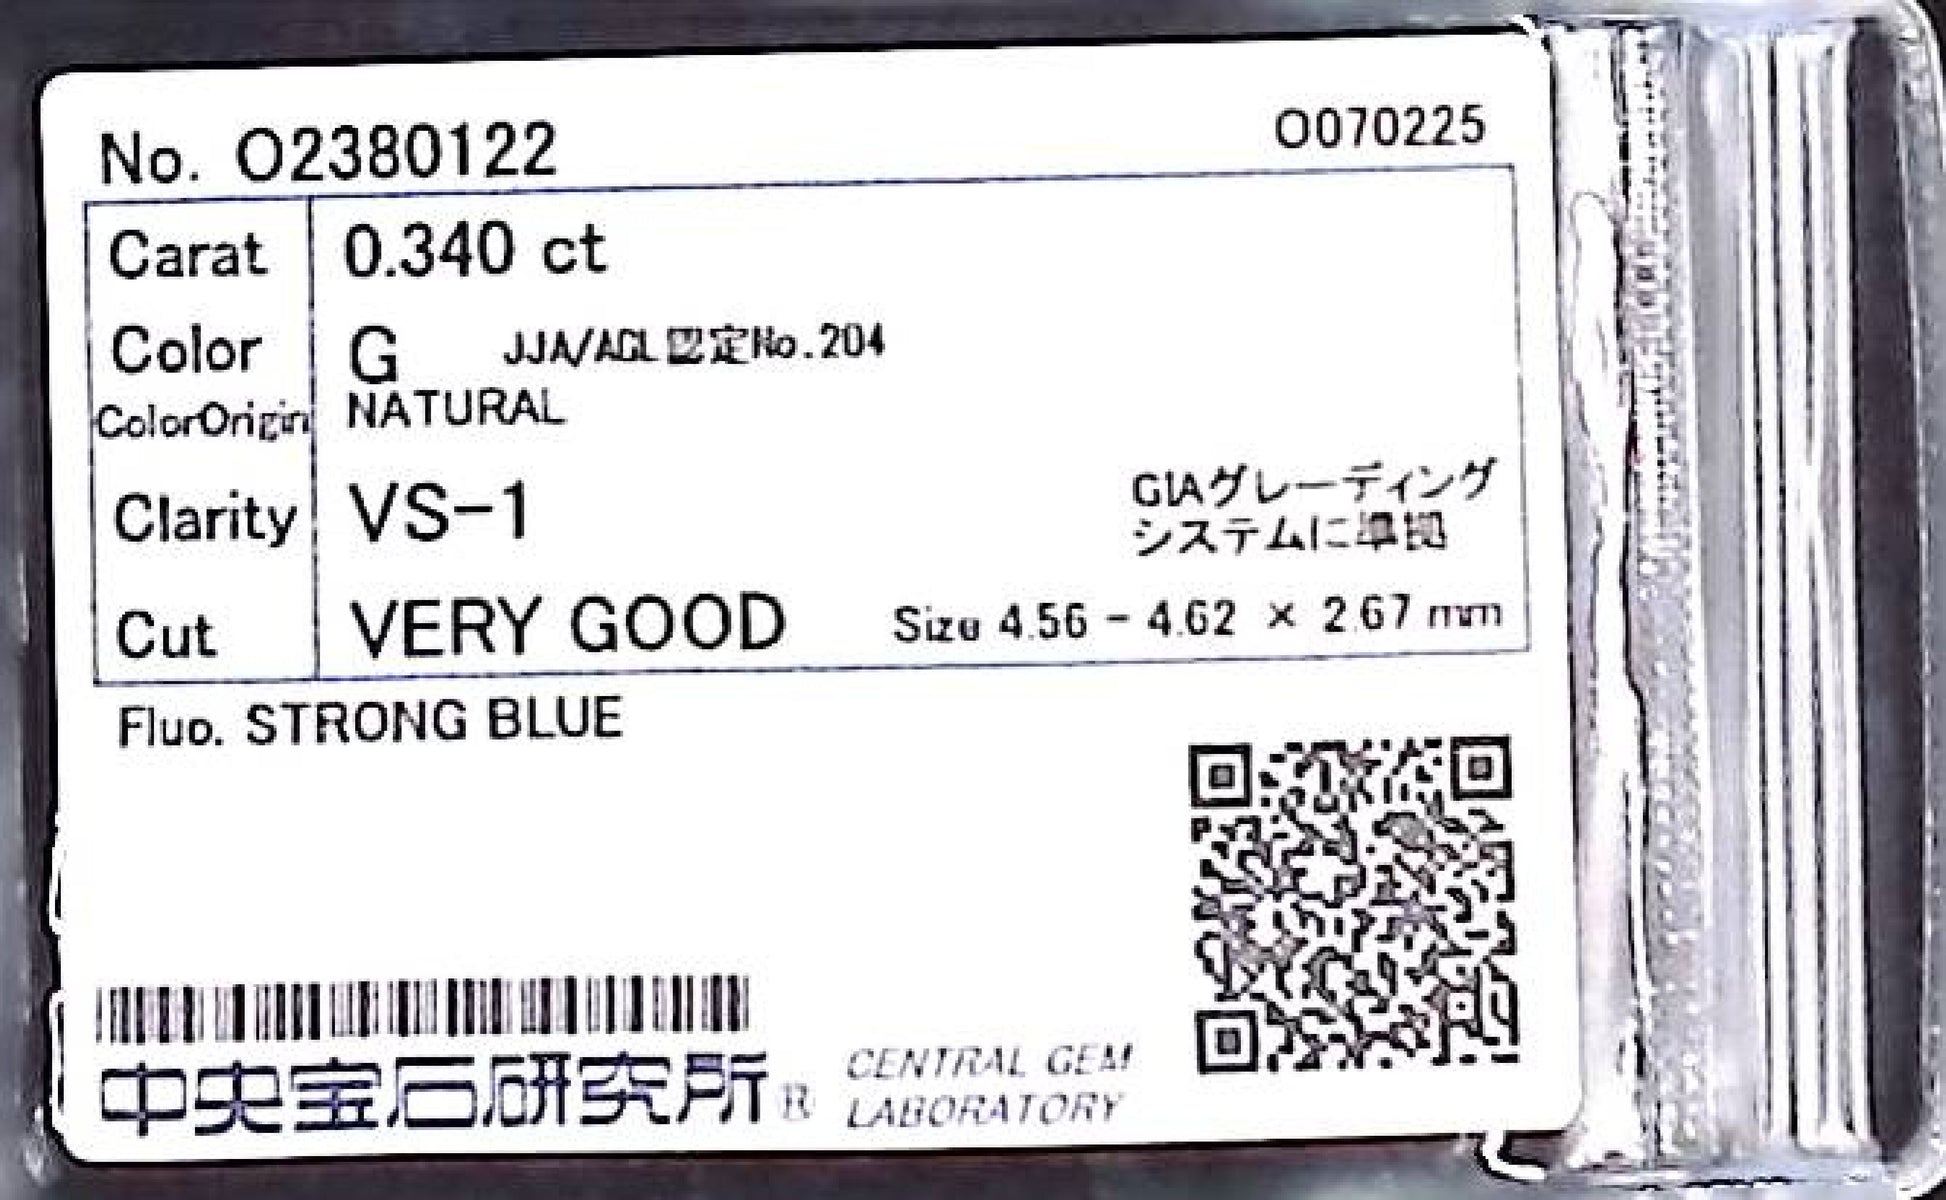 No. O2380122
O070225
Carat 0.340 ct
Color G JJA/AGL認定No.204
ColorOrigin NATURAL
Clarity VS-1
GIAグレーディング
システムに準拠
Cut VERY GOOD Size 4.56 - 4.62 × 2.67 mm
Fluo. STRONG BLUE
中央宝石研究所®
CENTRAL GEM
LABORATORY